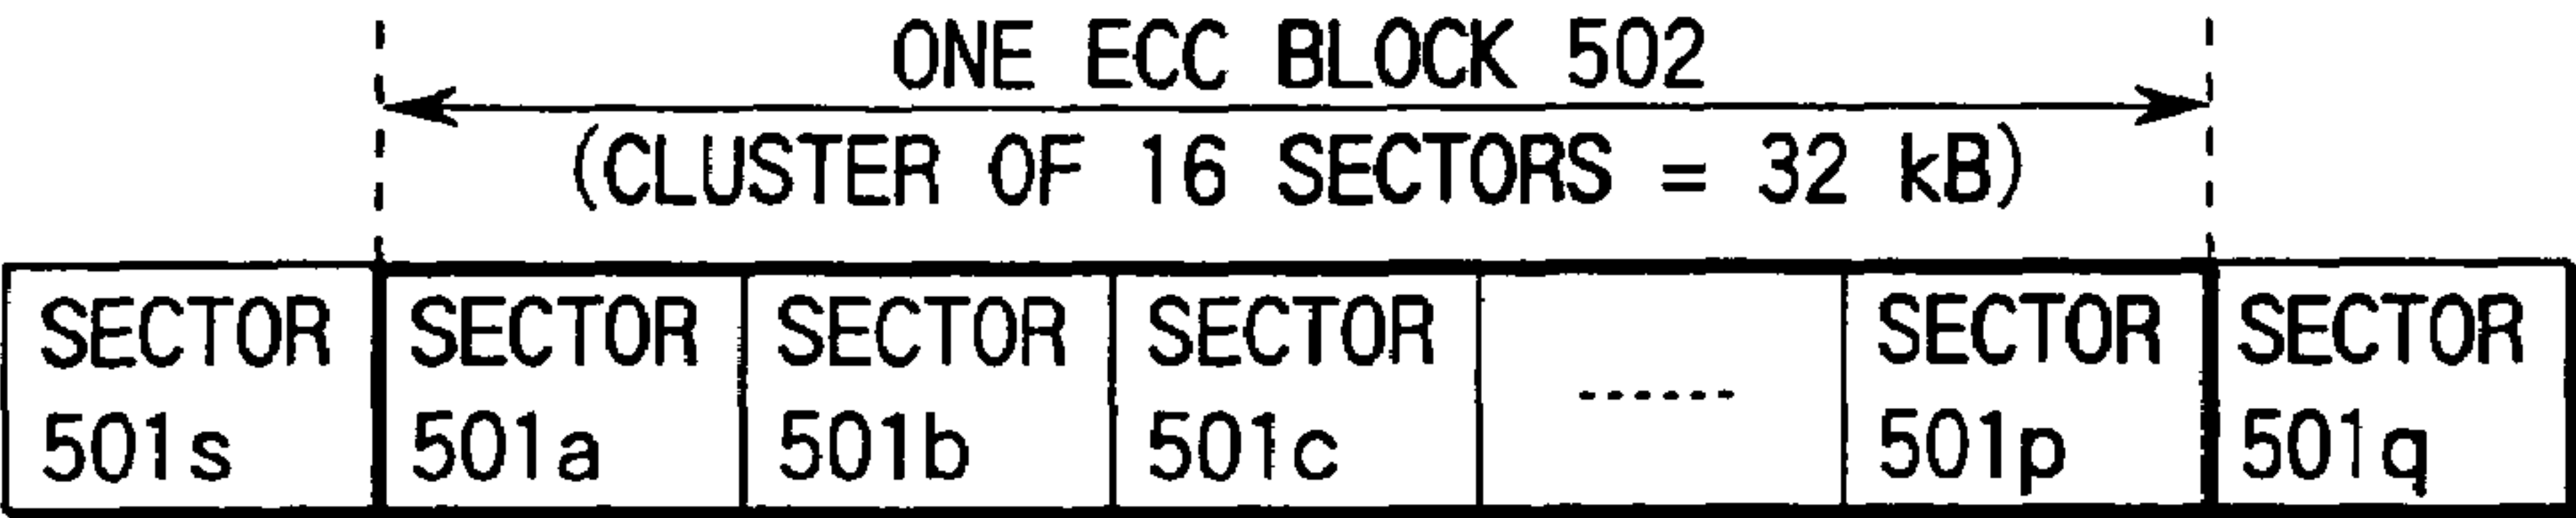 ONE ECC BLOCK 502
(CLUSTER OF 16 SECTORS = 32 kB)
SECTOR 501s
SECTOR 501a
SECTOR 501b
SECTOR 501c
......
SECTOR 501p
SECTOR 501q